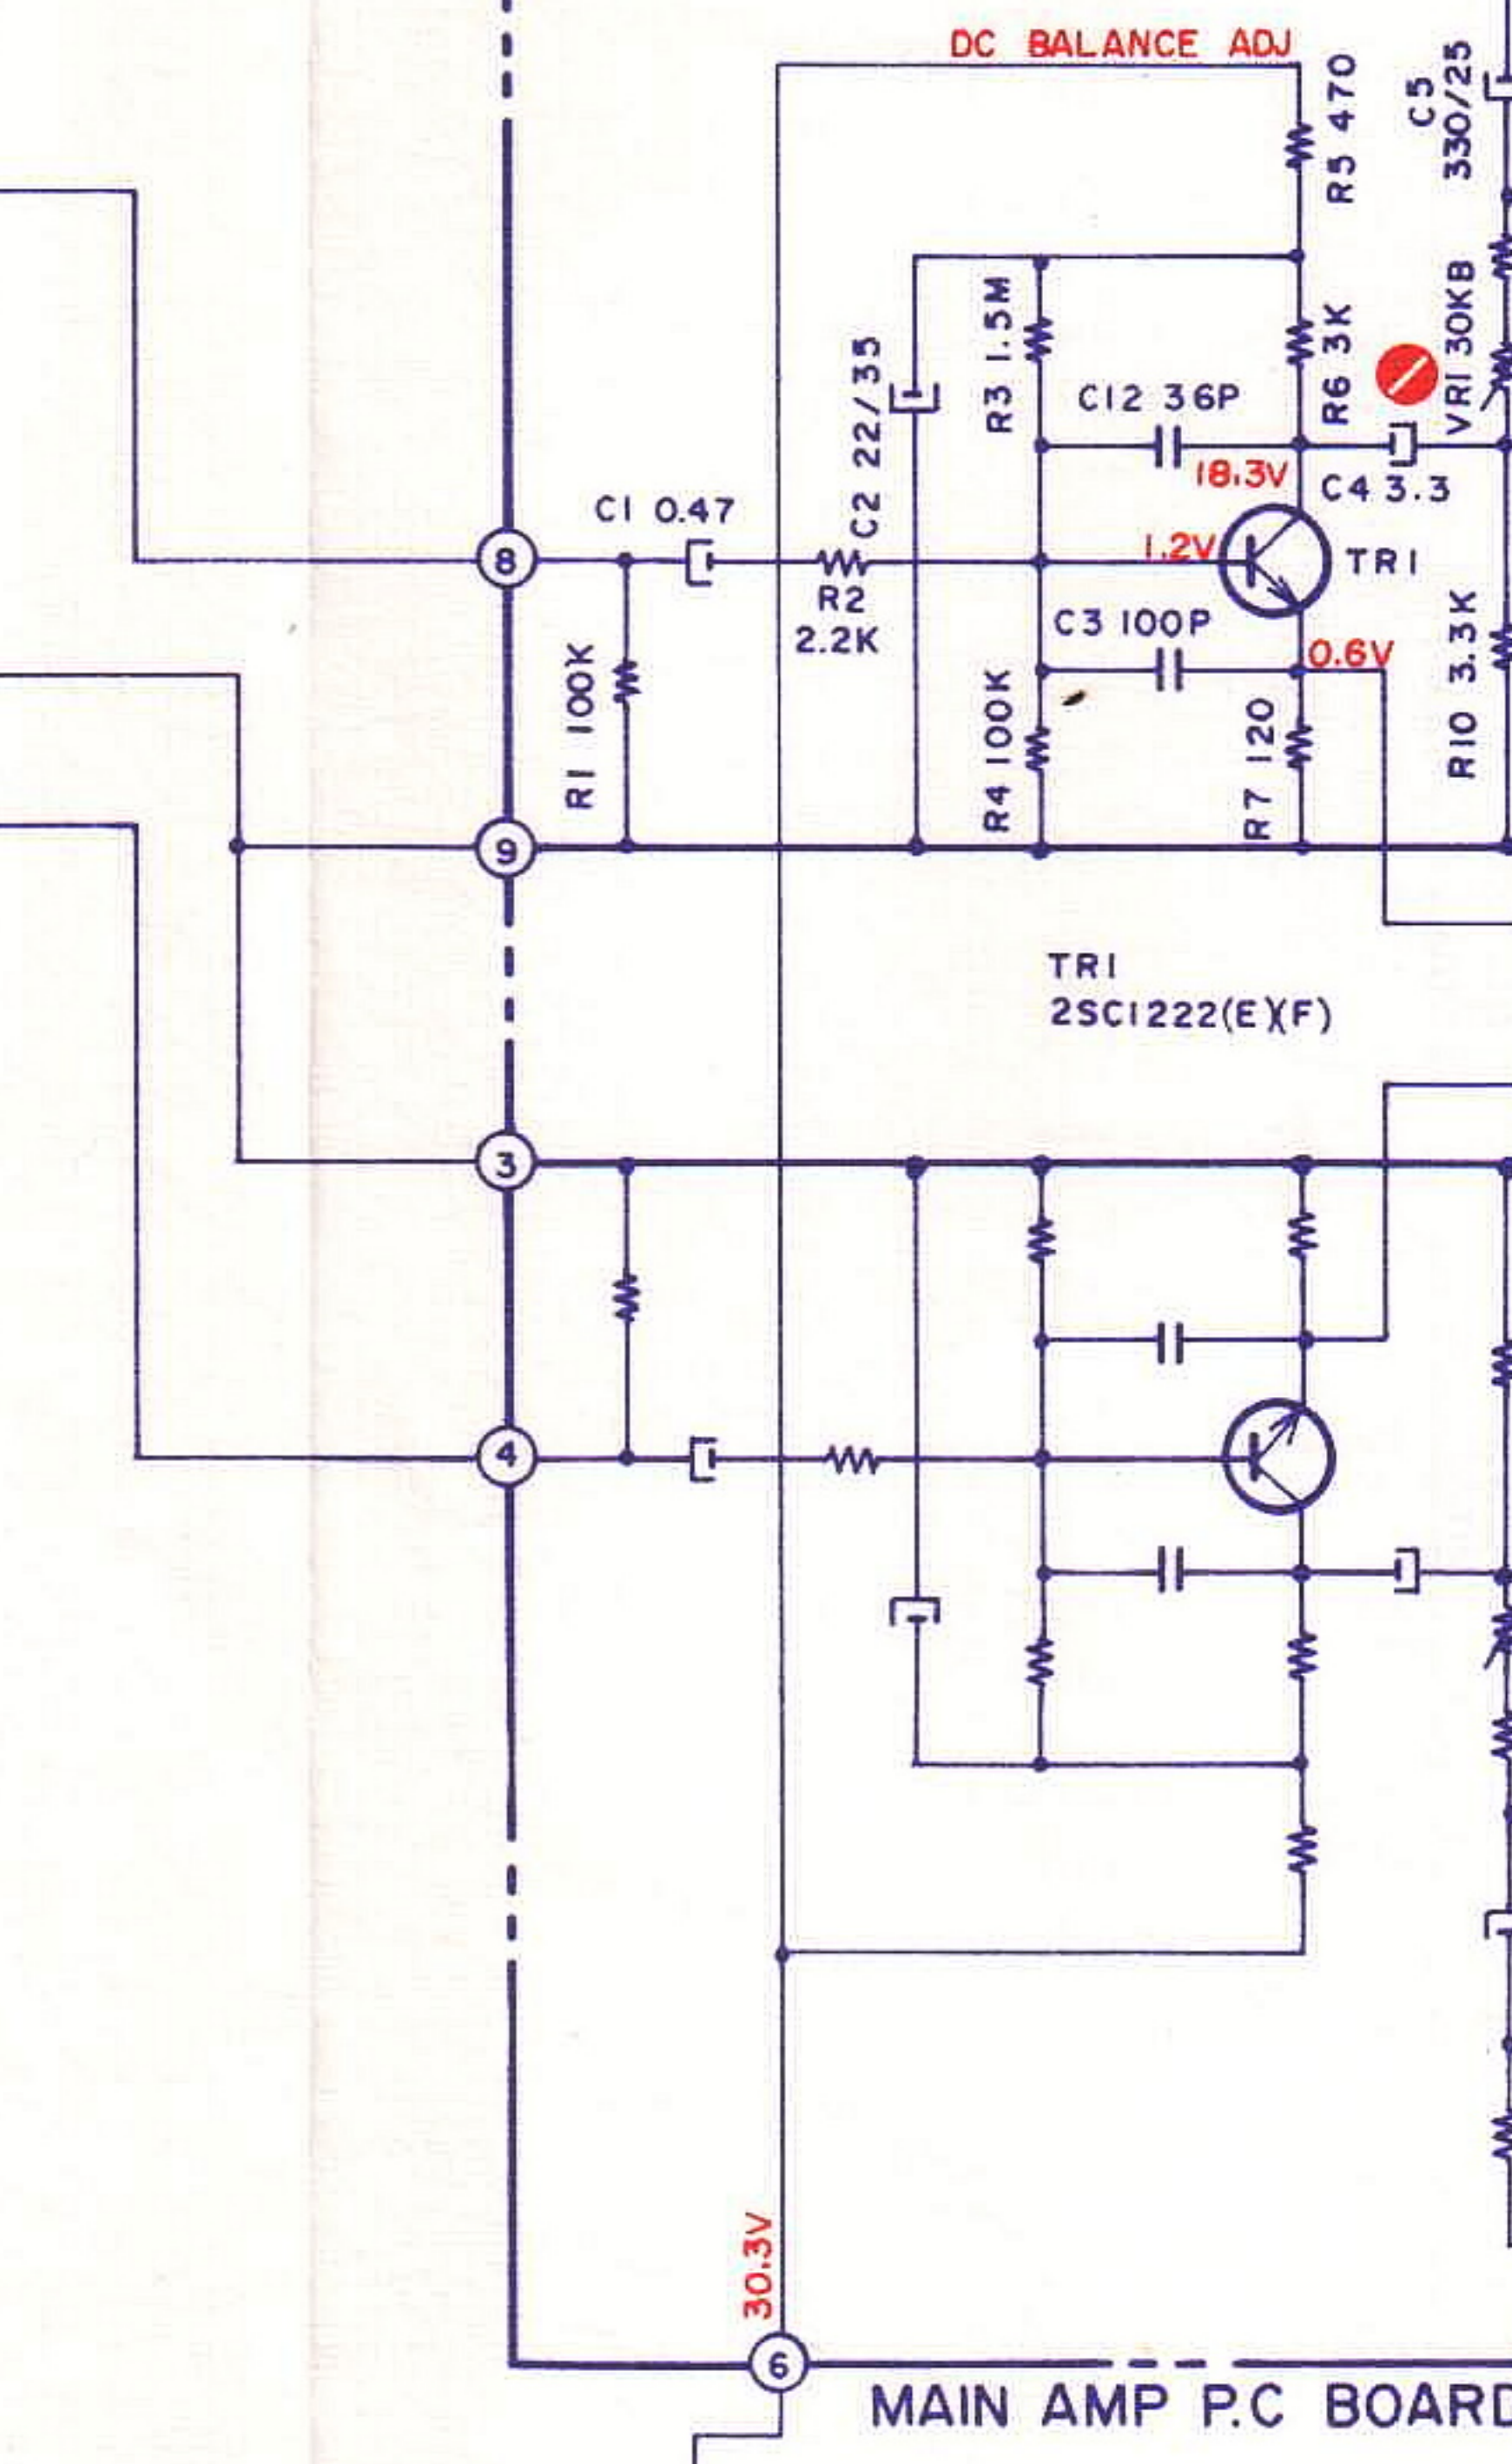 DC BALANCE ADJ
R5 470
C5
330/25
C2 22/35
R3 1.5M
C12 36P
R6 3K
VR1 30KB
18.3V
C4 3.3
C1 0.47
8
1.2V
TR1
R2
2.2K
C3 100P
0.6V
R1 100K
R4 100K
R7 120
R10 3.3K
9
TR1
2SC1222(E)(F)
3
4
30.3V
6
MAIN AMP P.C BOARD